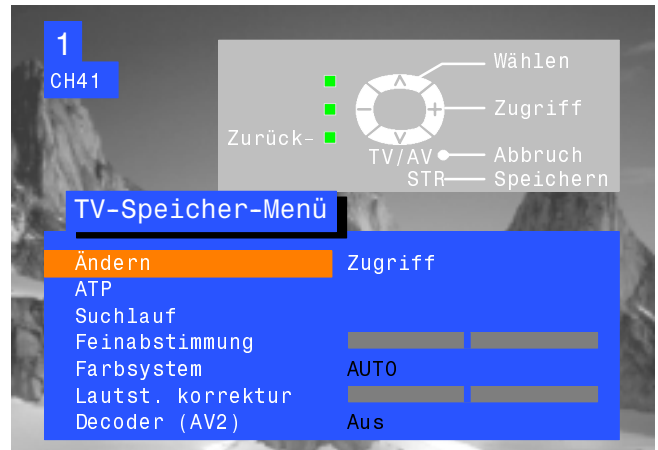 1
CH41
Wählen
Zugriff
Zurück-
TV/AV Abbruch
STR Speichern
TV-Speicher-Menü
Ändern Zugriff
ATP
Suchlauf
Feinabstimmung
Farbsystem AUTO
Lautst. korrektur
Decoder (AV2) Aus